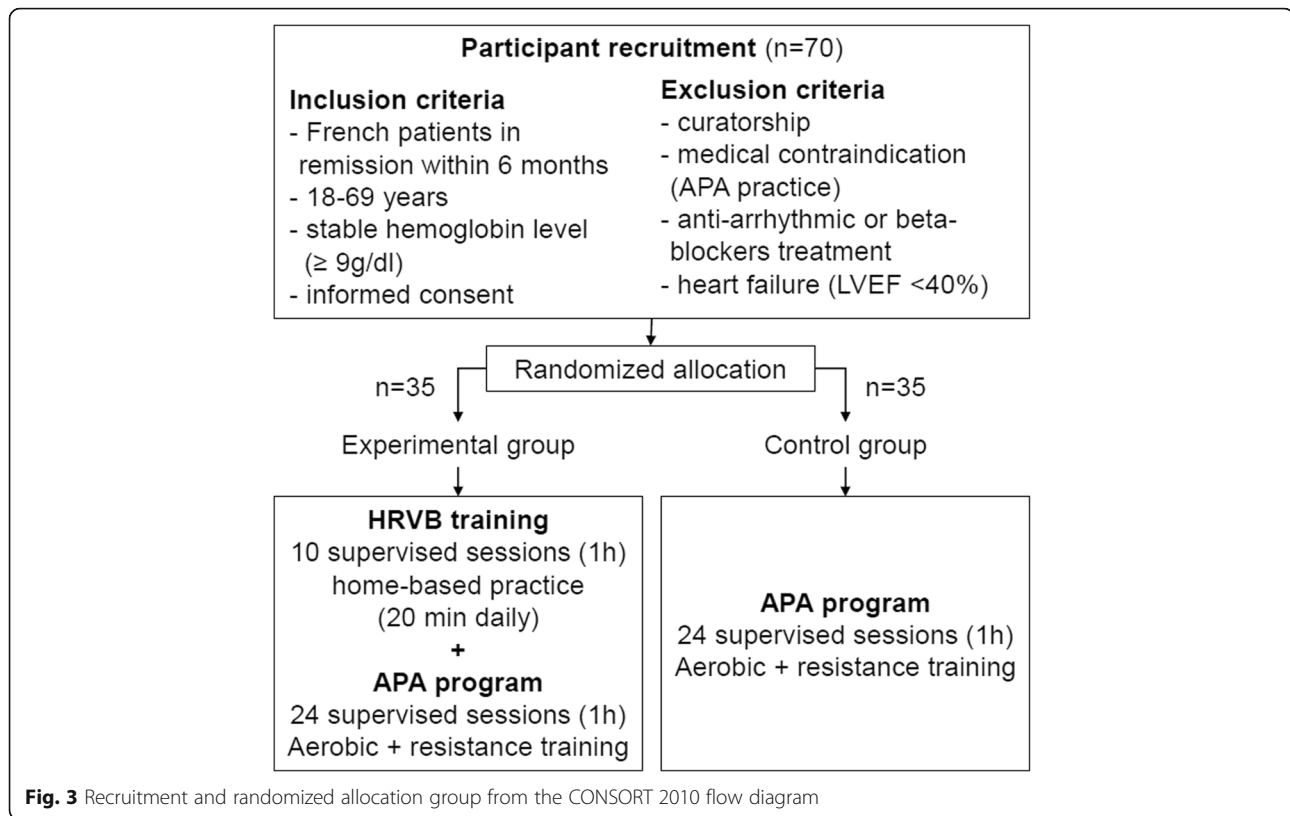 Participant recruitment (n=70)
Inclusion criteria
- French patients in
remission within 6 months
- 18-69 years
- stable hemoglobin level
(≥ 9g/dl)
- informed consent
Exclusion criteria
- curatorship
- medical contraindication
(APA practice)
- anti-arrhythmic or beta-
blockers treatment
- heart failure (LVEF <40%)
Randomized allocation
n=35
n=35
Experimental group
Control group
HRVB training
10 supervised sessions (1h)
home-based practice
(20 min daily)
+
APA program
24 supervised sessions (1h)
Aerobic + resistance training
APA program
24 supervised sessions (1h)
Aerobic + resistance training
Fig. 3 Recruitment and randomized allocation group from the CONSORT 2010 flow diagram